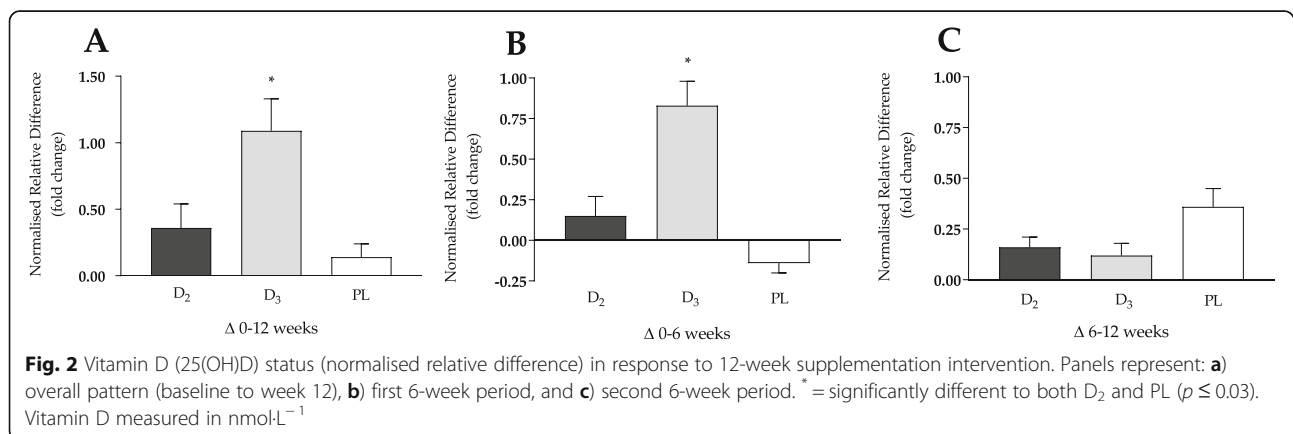 A
Normalised Relative Difference
(fold change)
1.50
1.00
0.50
0.00
*
D₂
D₃
PL
Δ 0-12 weeks
B
Normalised Relative Difference
(fold change)
1.00
0.75
0.50
0.25
0.00
-0.25
*
D₂
D₃
PL
Δ 0-6 weeks
C
Normalised Relative Difference
(fold change)
1.00
0.75
0.50
0.25
0.00
D₂
D₃
PL
Δ 6-12 weeks
Fig. 2 Vitamin D (25(OH)D) status (normalised relative difference) in response to 12-week supplementation intervention. Panels represent: a)
overall pattern (baseline to week 12), b) first 6-week period, and c) second 6-week period. * = significantly different to both D₂ and PL (p ≤ 0.03).
Vitamin D measured in nmol·L⁻¹